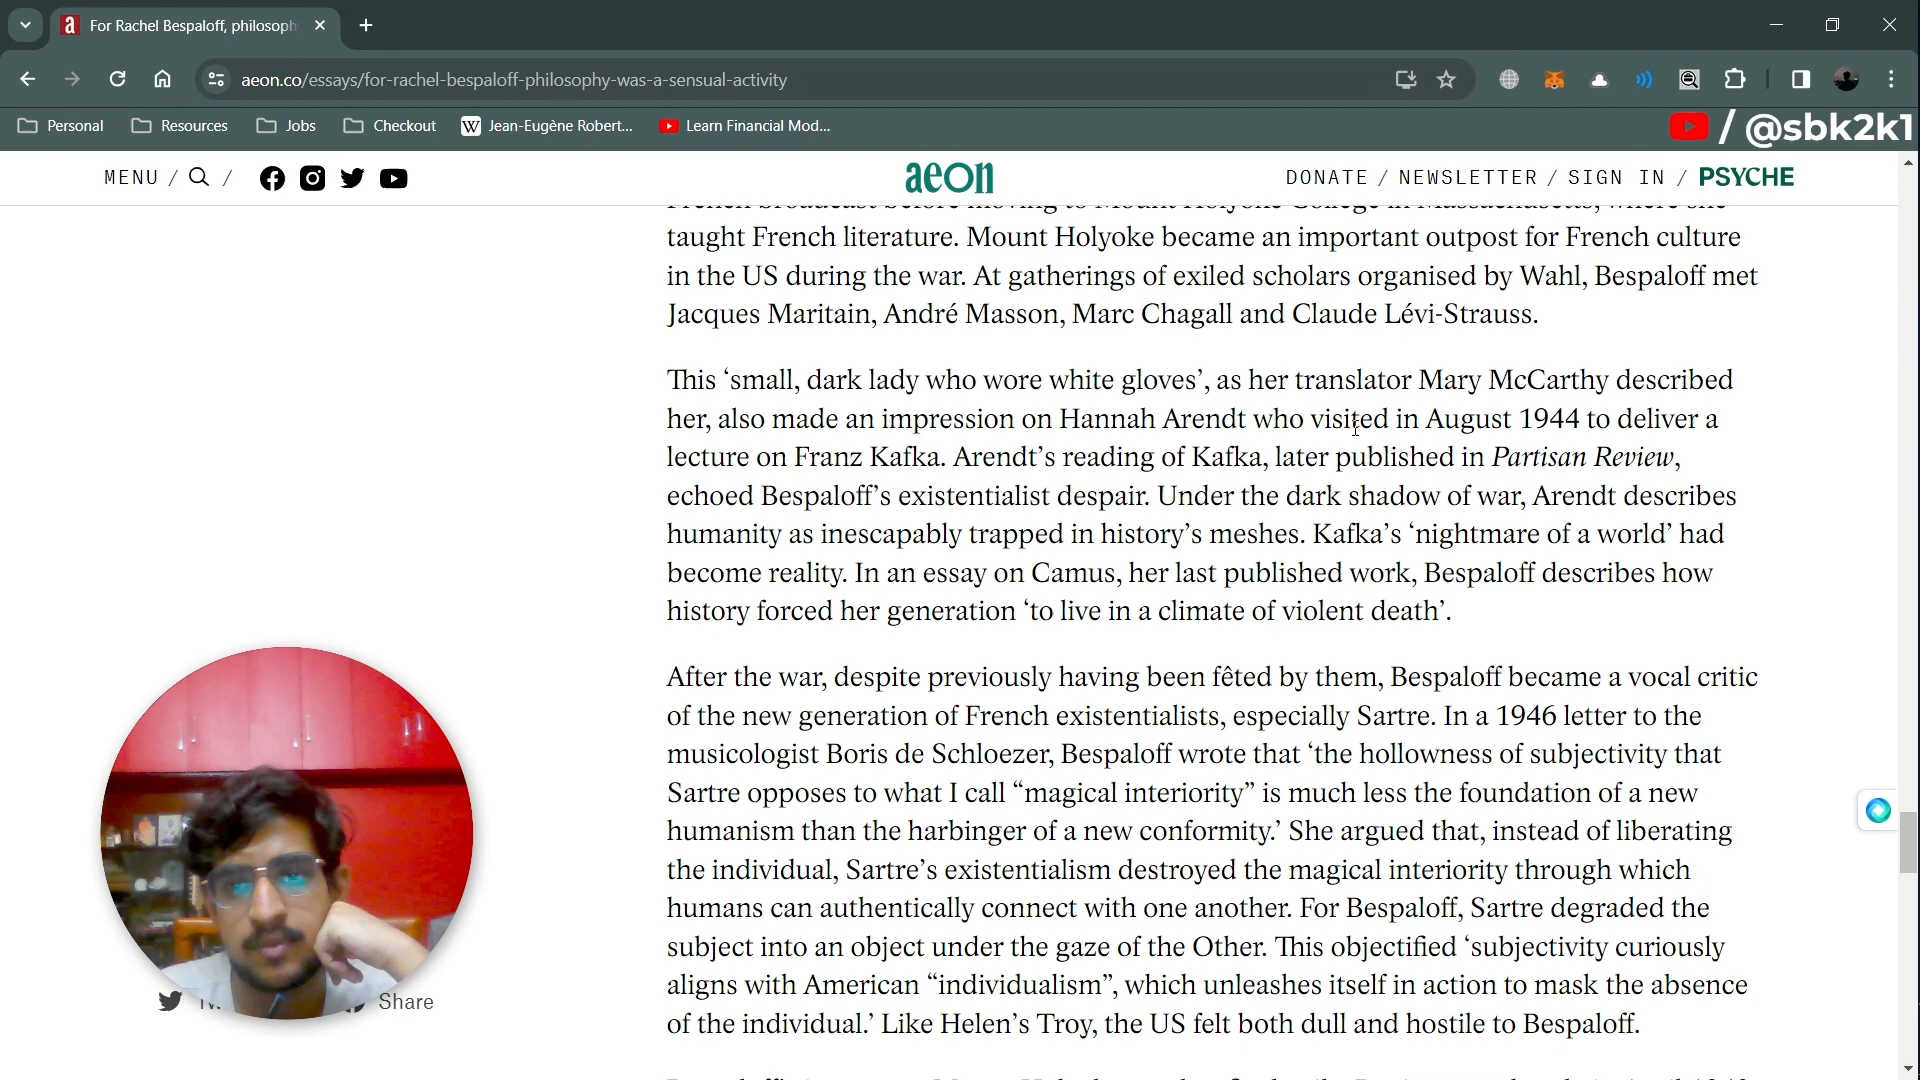 For Rachel Bespaloff, philosoph
aeon.co/essays/for-rachel-bespaloff-philosophy-was-a-sensual-activity
Personal
Resources
Jobs
Checkout
W Jean-Eugène Robert...
Learn Financial Mod...
/ @sbk2k1
MENU / /
aeon
DONATE / NEWSLETTER / SIGN IN / PSYCHE
French broadcast before moving to Mount Holyoke College in Massachusetts, where she
taught French literature. Mount Holyoke became an important outpost for French culture
in the US during the war. At gatherings of exiled scholars organised by Wahl, Bespaloff met
Jacques Maritain, André Masson, Marc Chagall and Claude Lévi-Strauss.
This ‘small, dark lady who wore white gloves’, as her translator Mary McCarthy described
her, also made an impression on Hannah Arendt who visited in August 1944 to deliver a
lecture on Franz Kafka. Arendt’s reading of Kafka, later published in Partisan Review,
echoed Bespaloff’s existentialist despair. Under the dark shadow of war, Arendt describes
humanity as inescapably trapped in history’s meshes. Kafka’s ‘nightmare of a world’ had
become reality. In an essay on Camus, her last published work, Bespaloff describes how
history forced her generation ‘to live in a climate of violent death’.
After the war, despite previously having been fêted by them, Bespaloff became a vocal critic
of the new generation of French existentialists, especially Sartre. In a 1946 letter to the
musicologist Boris de Schloezer, Bespaloff wrote that ‘the hollowness of subjectivity that
Sartre opposes to what I call “magical interiority” is much less the foundation of a new
humanism than the harbinger of a new conformity.’ She argued that, instead of liberating
the individual, Sartre’s existentialism destroyed the magical interiority through which
humans can authentically connect with one another. For Bespaloff, Sartre degraded the
subject into an object under the gaze of the Other. This objectified ‘subjectivity curiously
aligns with American “individualism”, which unleashes itself in action to mask the absence
of the individual.’ Like Helen’s Troy, the US felt both dull and hostile to Bespaloff.
Share